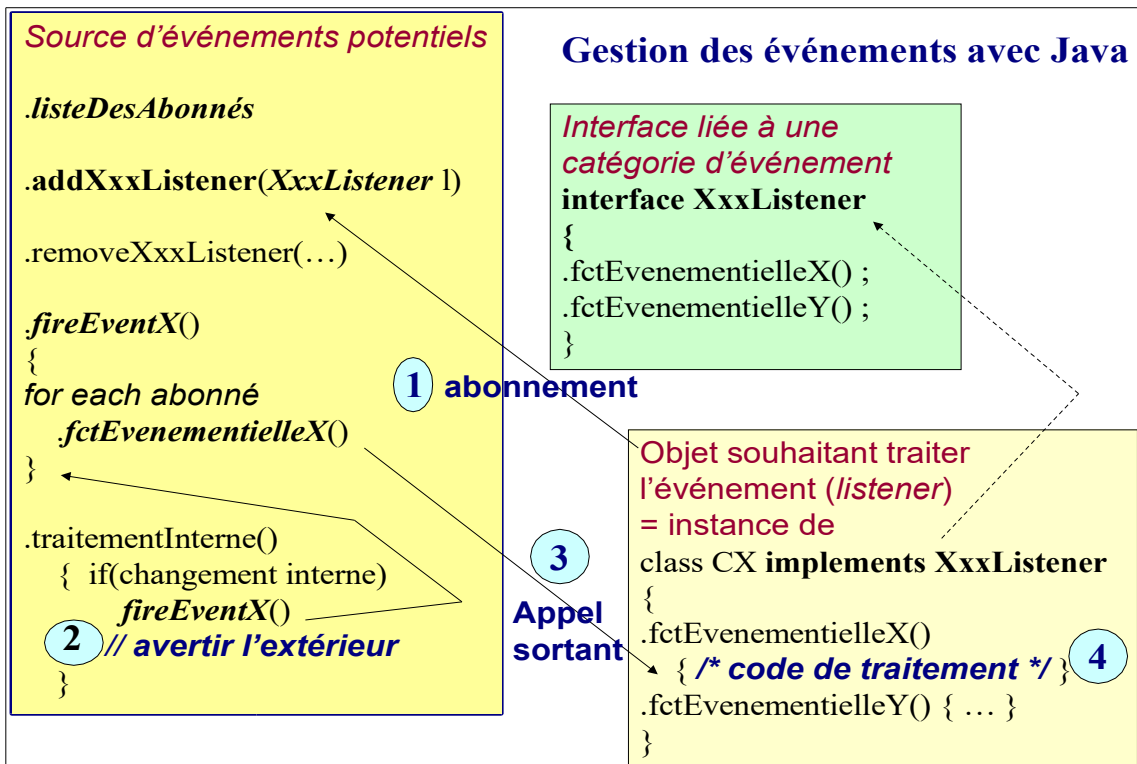 Source d’événements potentiels
.listeDesAbonnés
.addXxxListener(XxxListener l)
.removeXxxListener(…)
.fireEventX()
{
for each abonné
.fctEvenementielleX()
}
.traitementInterne()
{ if(changement interne)
fireEventX()
2 // avertir l’extérieur
}
Gestion des événements avec Java
Interface liée à une
catégorie d’événement
interface XxxListener
{
.fctEvenementielleX() ;
.fctEvenementielleY() ;
}
1 abonnement
3
Appel
sortant
Objet souhaitant traiter
l’événement (listener)
= instance de
class CX implements XxxListener
{
.fctEvenementielleX()
{ /* code de traitement */ } 4
.fctEvenementielleY() { … }
}